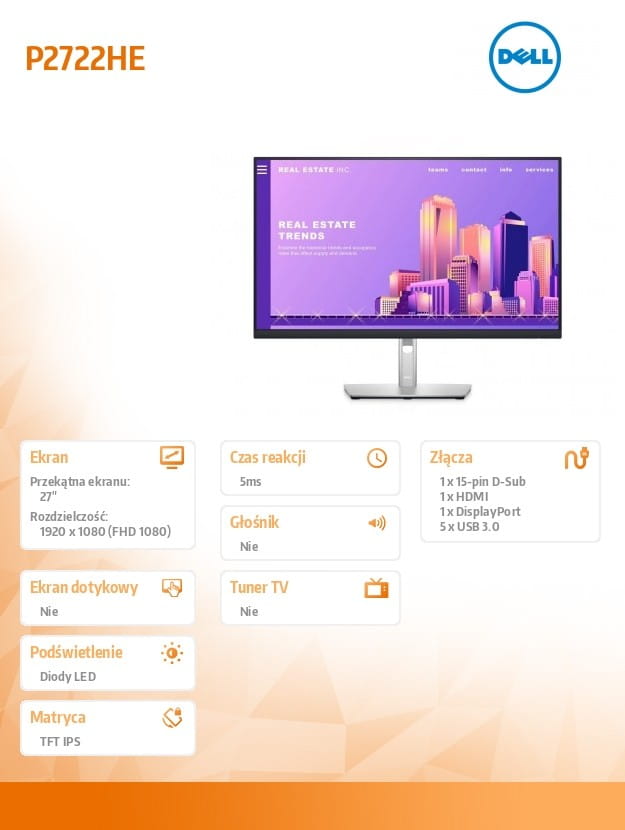 P2722HE
DELL
REAL ESTATE INC.
teams contact info services
REAL ESTATE
TRENDS
Ekran
Przekątna ekranu:
27"
Rozdzielczość:
1920 x 1080 (FHD 1080)
Czas reakcji
5ms
Głośnik
Nie
Złącza
1 x 15-pin D-Sub
1 x HDMI
1 x DisplayPort
5 x USB 3.0
Ekran dotykowy
Nie
Tuner TV
Nie
Podświetlenie
Diody LED
Matryca
TFT IPS